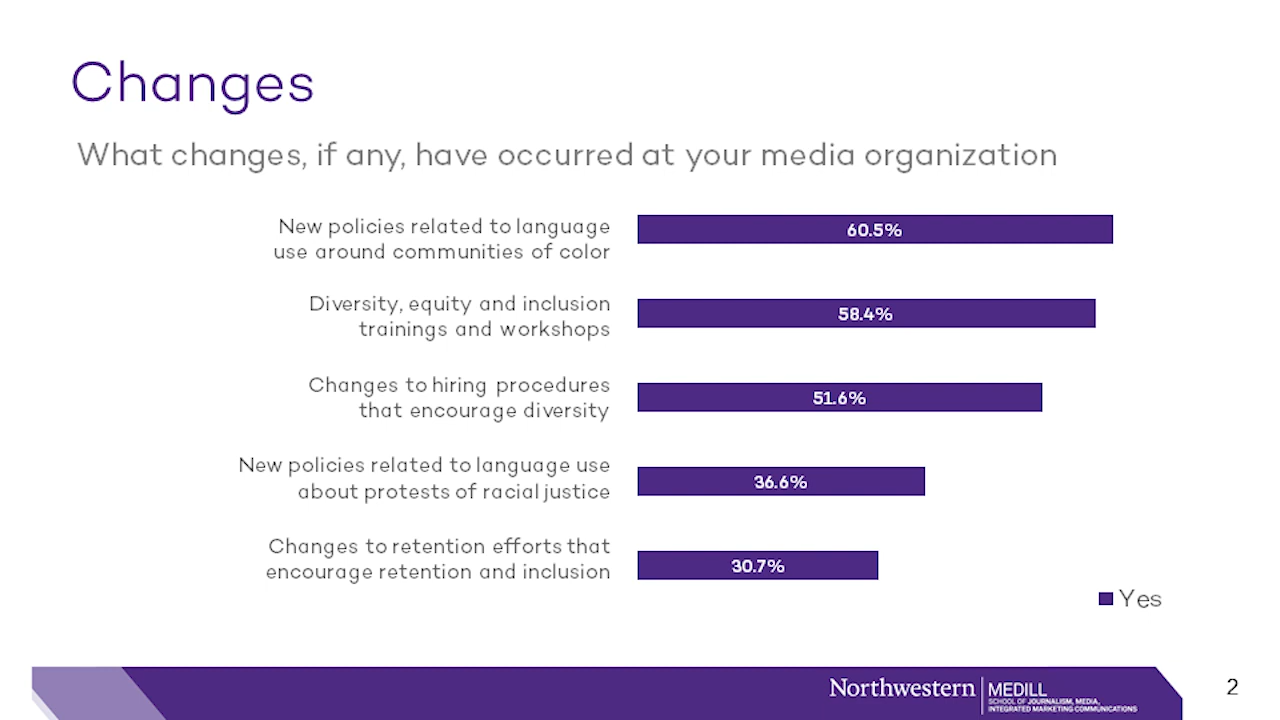 Changes
What changes, if any, have occurred at your media organization
New policies related to language
use around communities of color
60.5%
Diversity, equity and inclusion
trainings and workshops
58.4%
Changes to hiring procedures
that encourage diversity
51.6%
New policies related to language use
about protests of racial justice
36.6%
Changes to retention efforts that
encourage retention and inclusion
30.7%
Yes
Northwestern
MEDILL
SCHOOL OF JOURNALISM, MEDIA,
INTEGRATED MARKETING COMMUNICATIONS
2